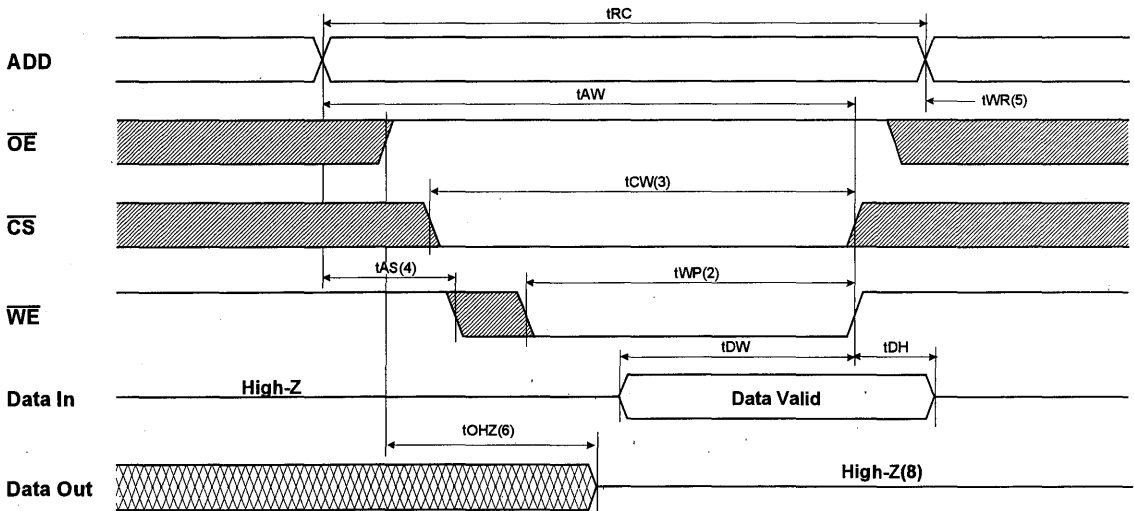 tRC
ADD
tAW
tWR(5)
OE
tCW(3)
CS
tAS(4)
tWP(2)
WE
tDW
tDH
High-Z
Data In
Data Valid
tOHZ(6)
High-Z(8)
Data Out